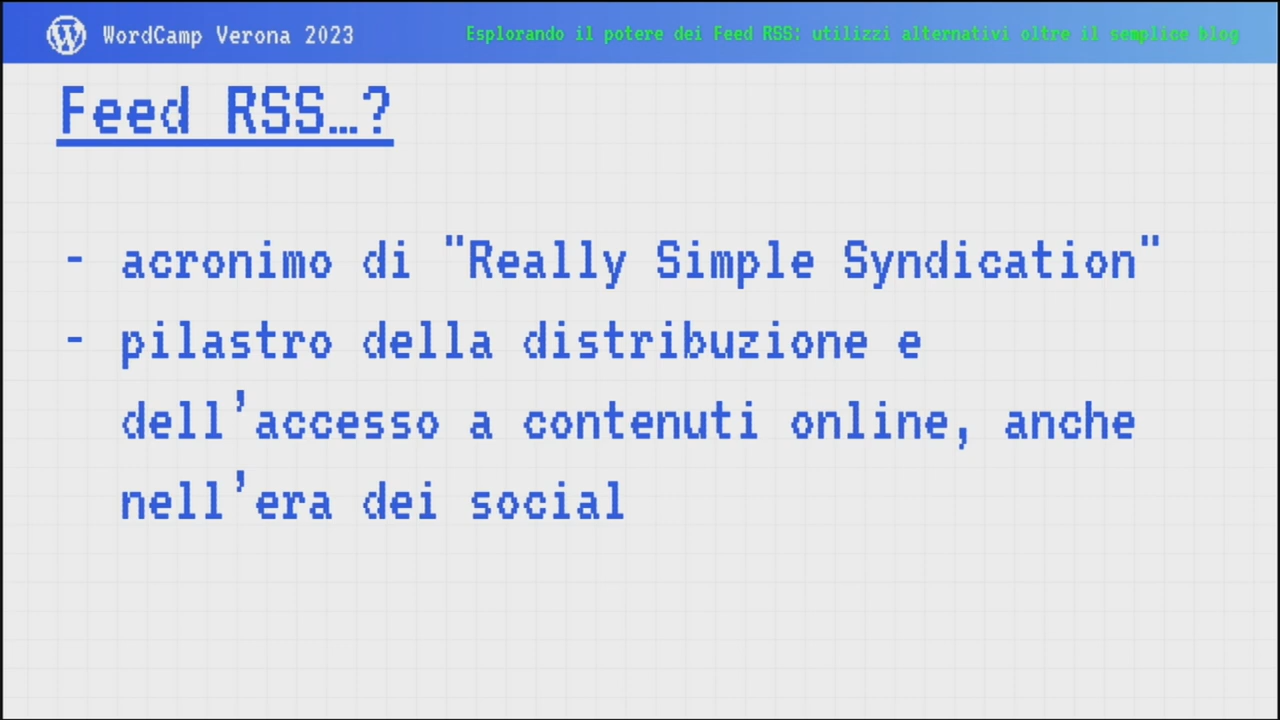 WordCamp Verona 2023
Esplorando il potere dei Feed RSS: utilizzi alternativi oltre il semplice blog
Feed RSS…?
- acronimo di "Really Simple Syndication"
- pilastro della distribuzione e
dell'accesso a contenuti online, anche
nell'era dei social